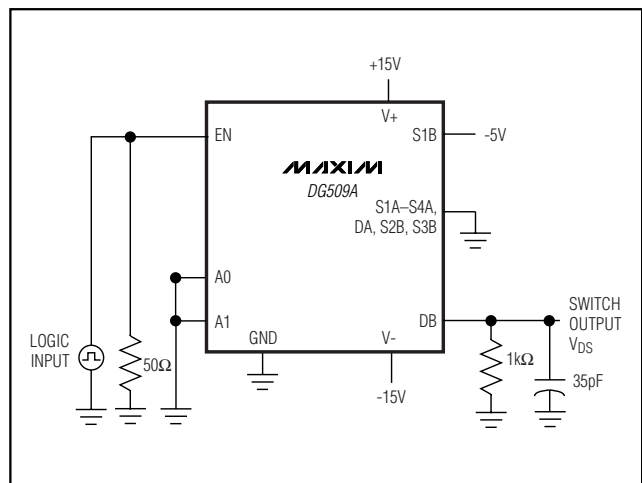 +15V
V+
EN
S1B
-5V
MAXIM
DG509A
S1A–S4A,
DA, S2B, S3B
A0
A1
DB
SWITCH
OUTPUT
VDS
LOGIC
INPUT
50Ω
GND
V-
1kΩ
35pF
-15V